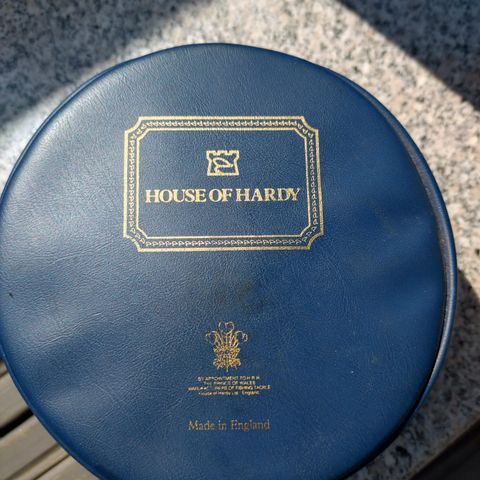 HOUSE OF HARDY
BY APPOINTMENT TO H.R.H.
THE PRINCE OF WALES
MANUFACTURERS OF FISHING TACKLE
House of Hardy Ltd. England
Made in England